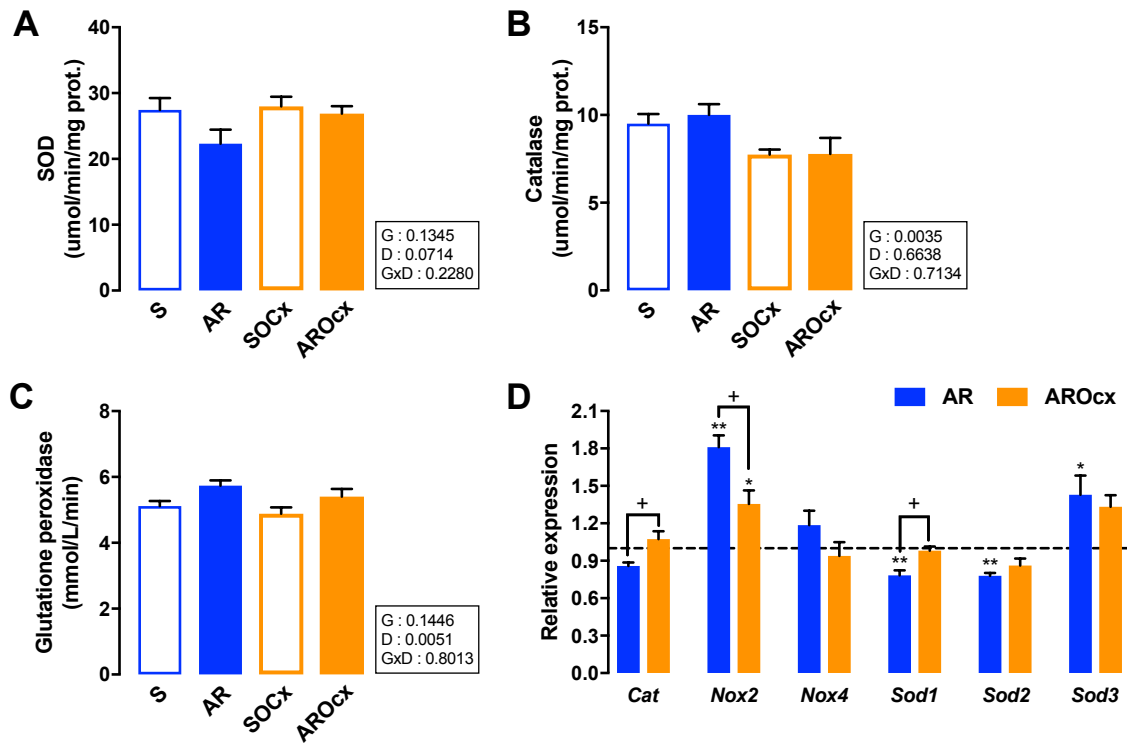 A
SOD
(umol/min/mg prot.)
40
30
20
10
0
S
AR
SOCx
AROcx
G : 0.1345
D : 0.0714
GxD : 0.2280
B
Catalase
(umol/min/mg prot.)
15
10
5
0
S
AR
SOCx
AROcx
G : 0.0035
D : 0.6638
GxD : 0.7134
C
Glutatione peroxidase
(mmol/L/min)
8
6
4
2
0
S
AR
SOCx
AROcx
G : 0.1446
D : 0.0051
GxD : 0.8013
D
AR
AROcx
Relative expression
2.1
1.8
1.5
1.2
0.9
0.6
0.3
0.0
+
**
+
*
+
**
**
*
Cat
Nox2
Nox4
Sod1
Sod2
Sod3